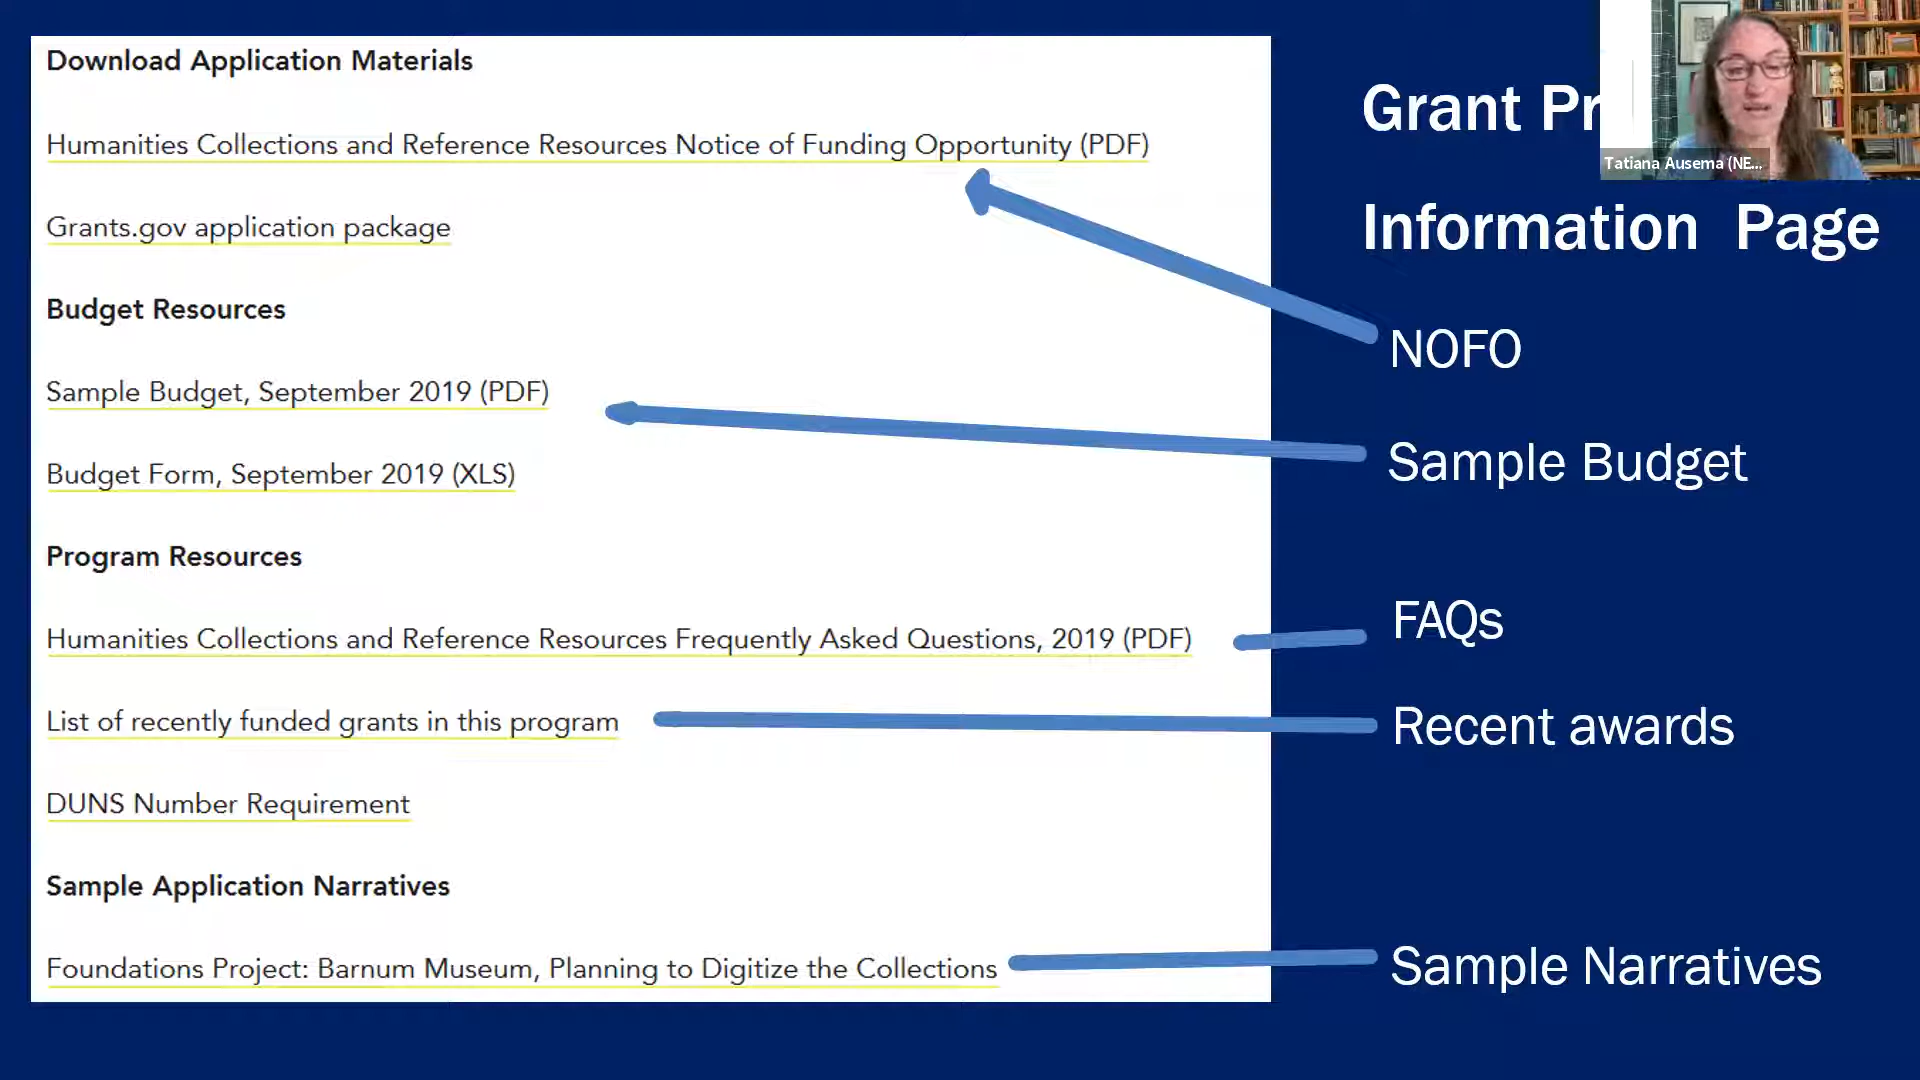 Download Application Materials
Humanities Collections and Reference Resources Notice of Funding Opportunity (PDF)
Grants.gov application package
Budget Resources
Sample Budget, September 2019 (PDF)
Budget Form, September 2019 (XLS)
Program Resources
Humanities Collections and Reference Resources Frequently Asked Questions, 2019 (PDF)
List of recently funded grants in this program
DUNS Number Requirement
Sample Application Narratives
Foundations Project: Barnum Museum, Planning to Digitize the Collections
Grant Pr
Information Page
NOFO
Sample Budget
FAQs
Recent awards
Sample Narratives
Tatiana Ausema (NE...